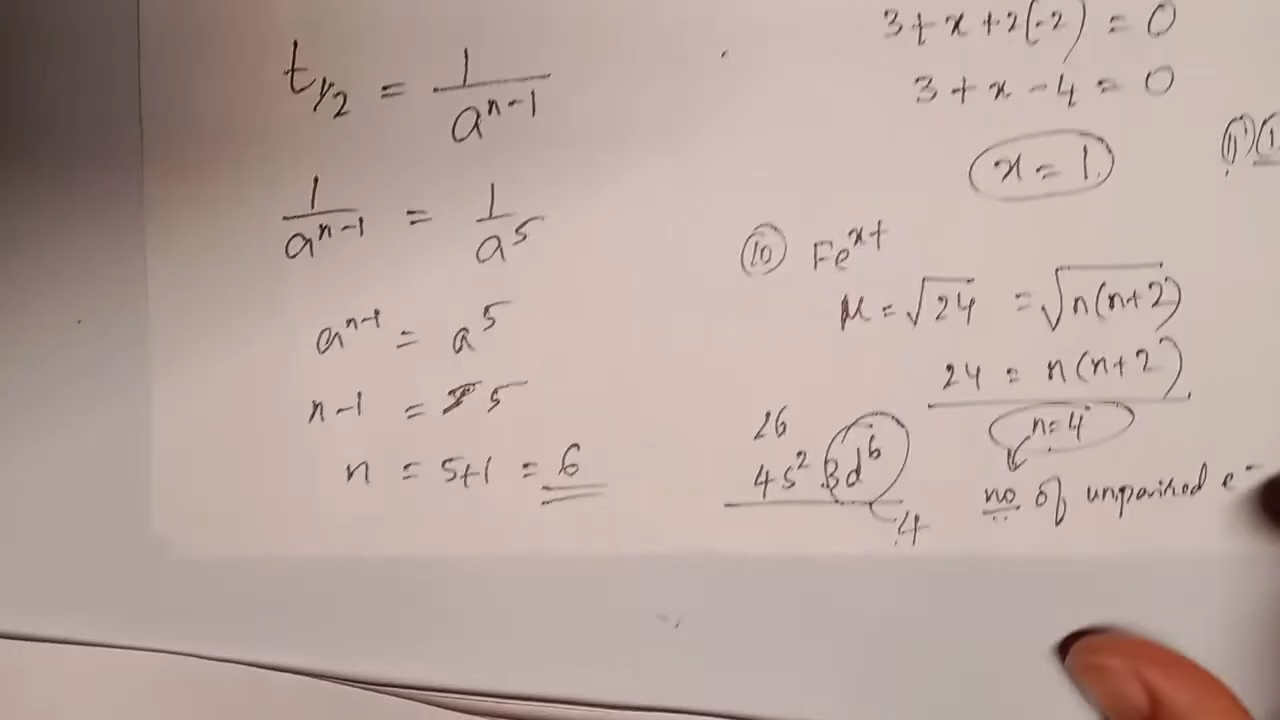 t1/2 = 1/a^(n-1)
1/a^(n-1) = 1/a^5
a^(n-1) = a^5
n-1 = 5
n = 5+1 = 6
3+x+2(-2) = 0
3+x-4 = 0
x = 1
(10) Fe^x+
μ = √24 = √n(n+2)
24 = n(n+2)
n=4
no of unpairied e-
26
4s² 3d⁶
4